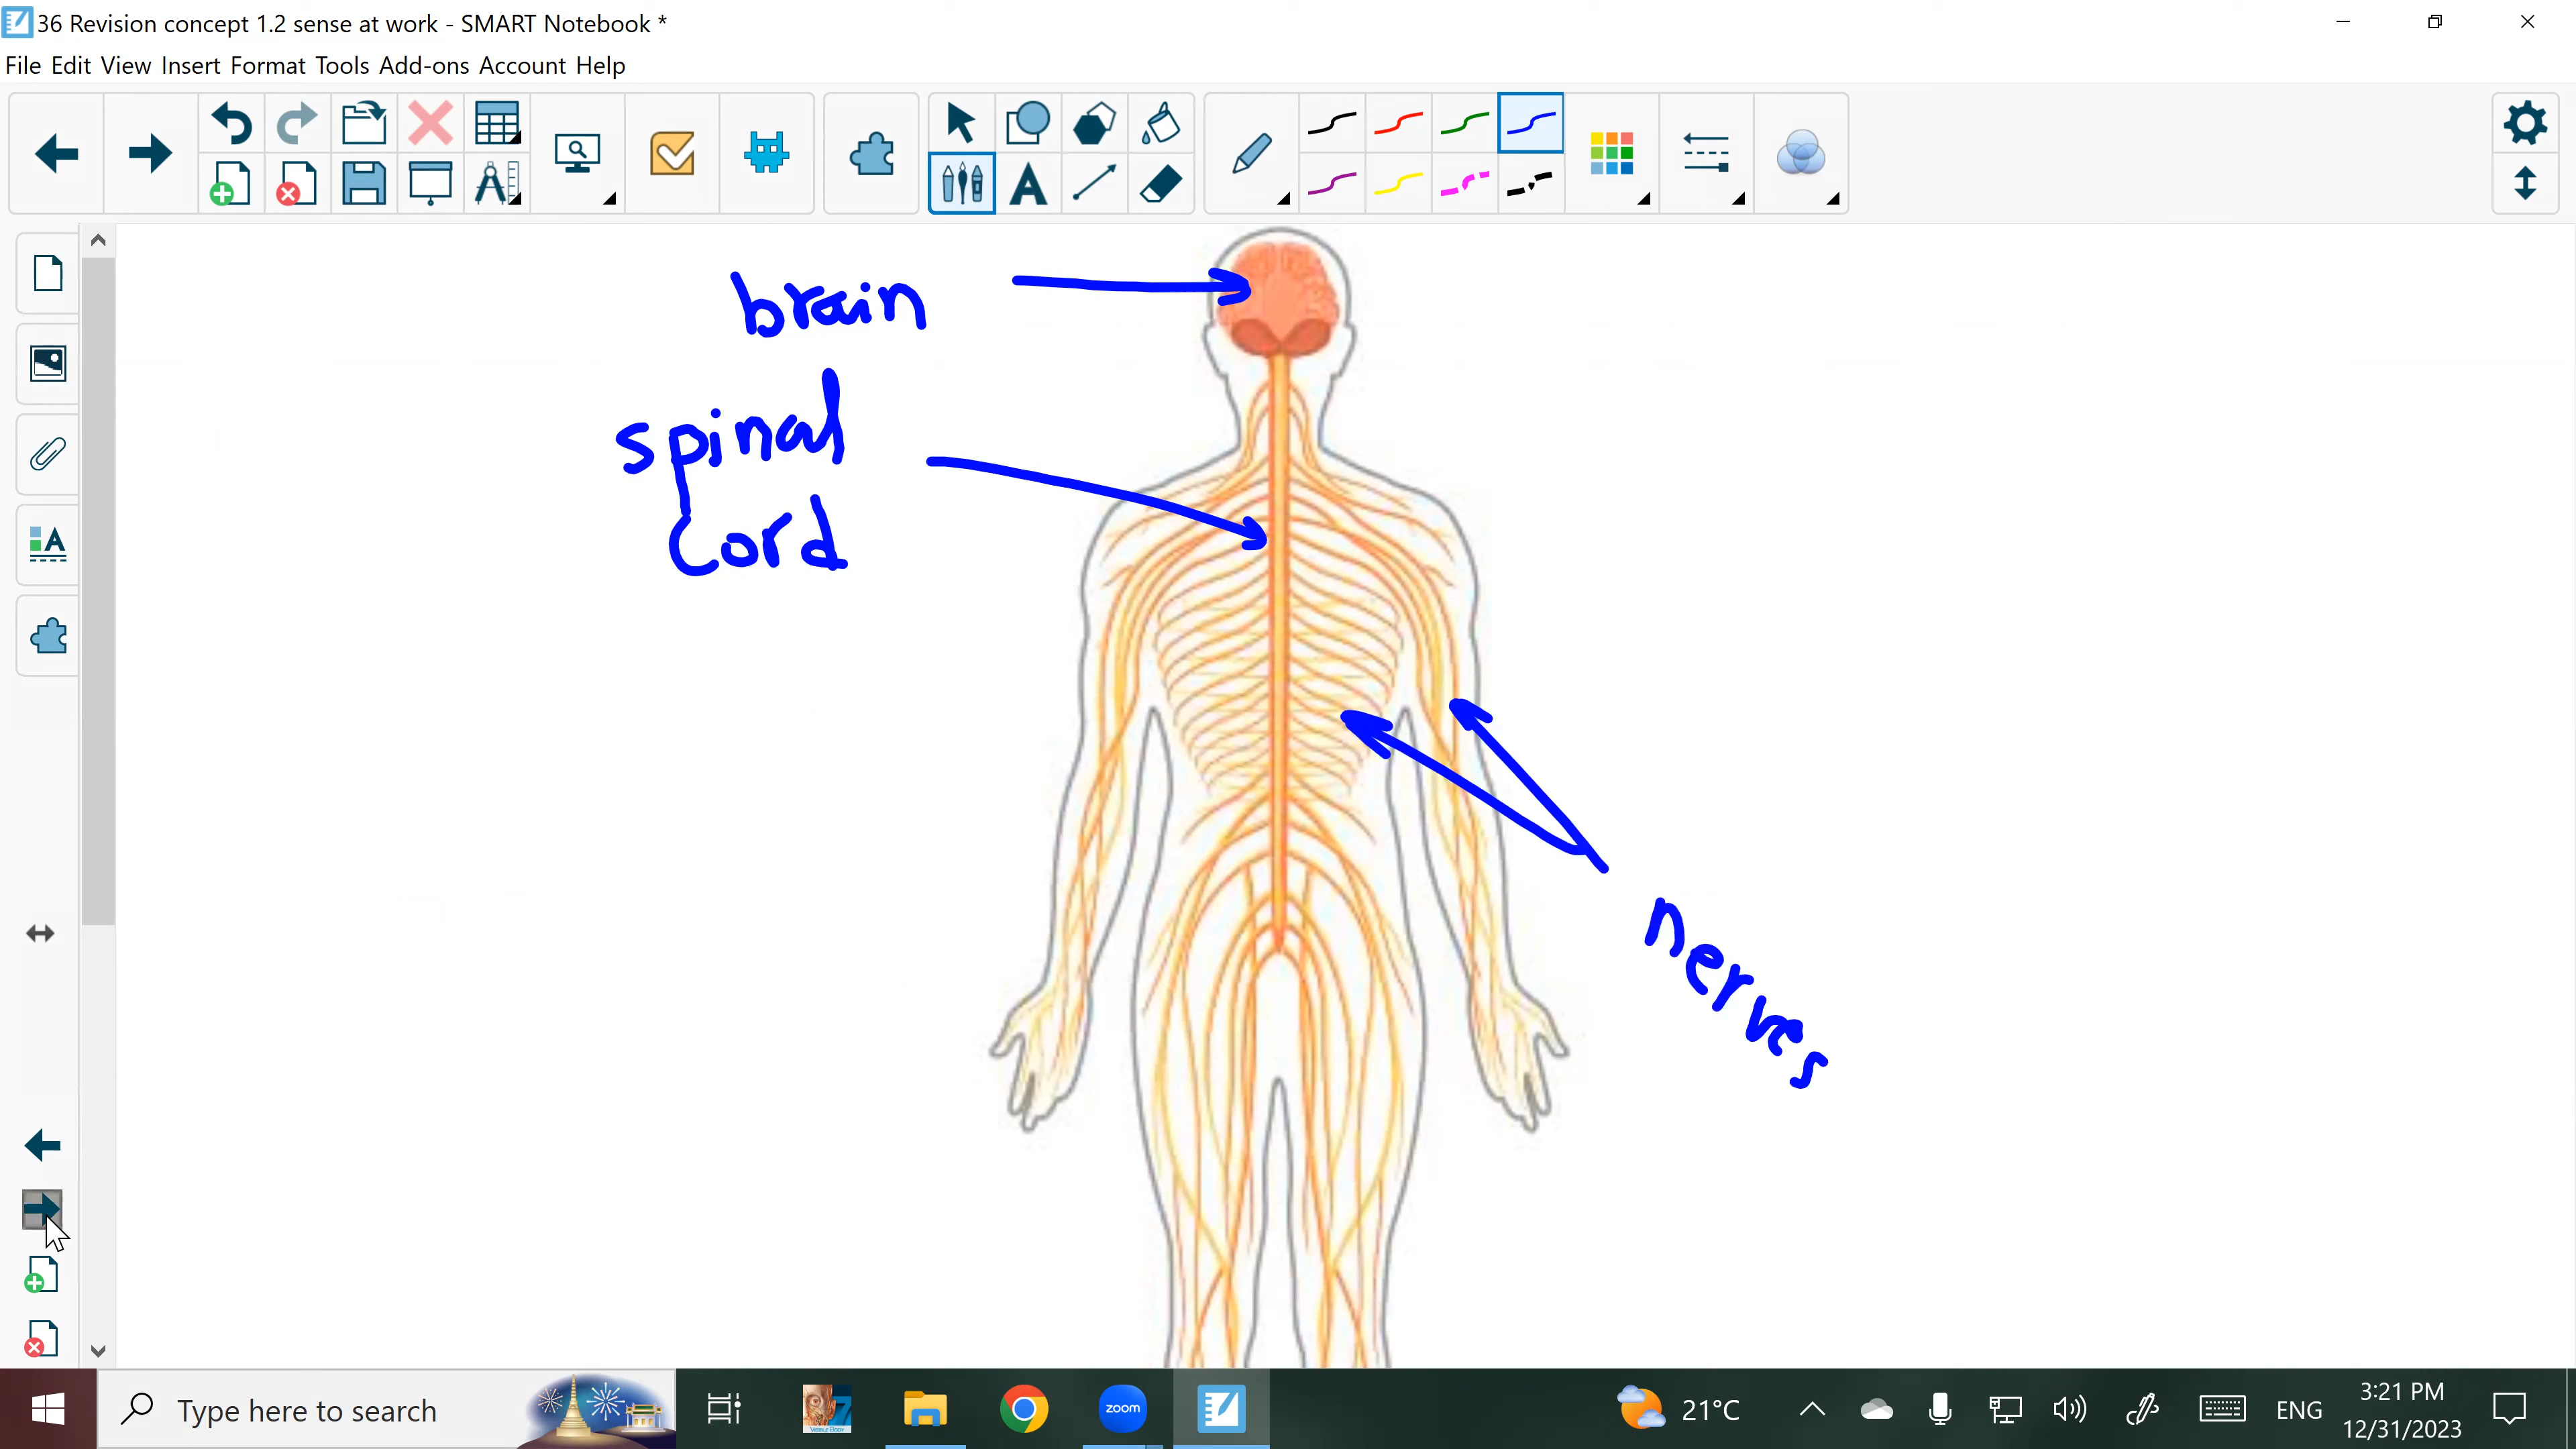 36 Revision concept 1.2 sense at work - SMART Notebook *
File Edit View Insert Format Tools Add-ons Account Help
brain
spinal
Cord
nerves
Type here to search
zoom
21°C
ENG
3:21 PM
12/31/2023